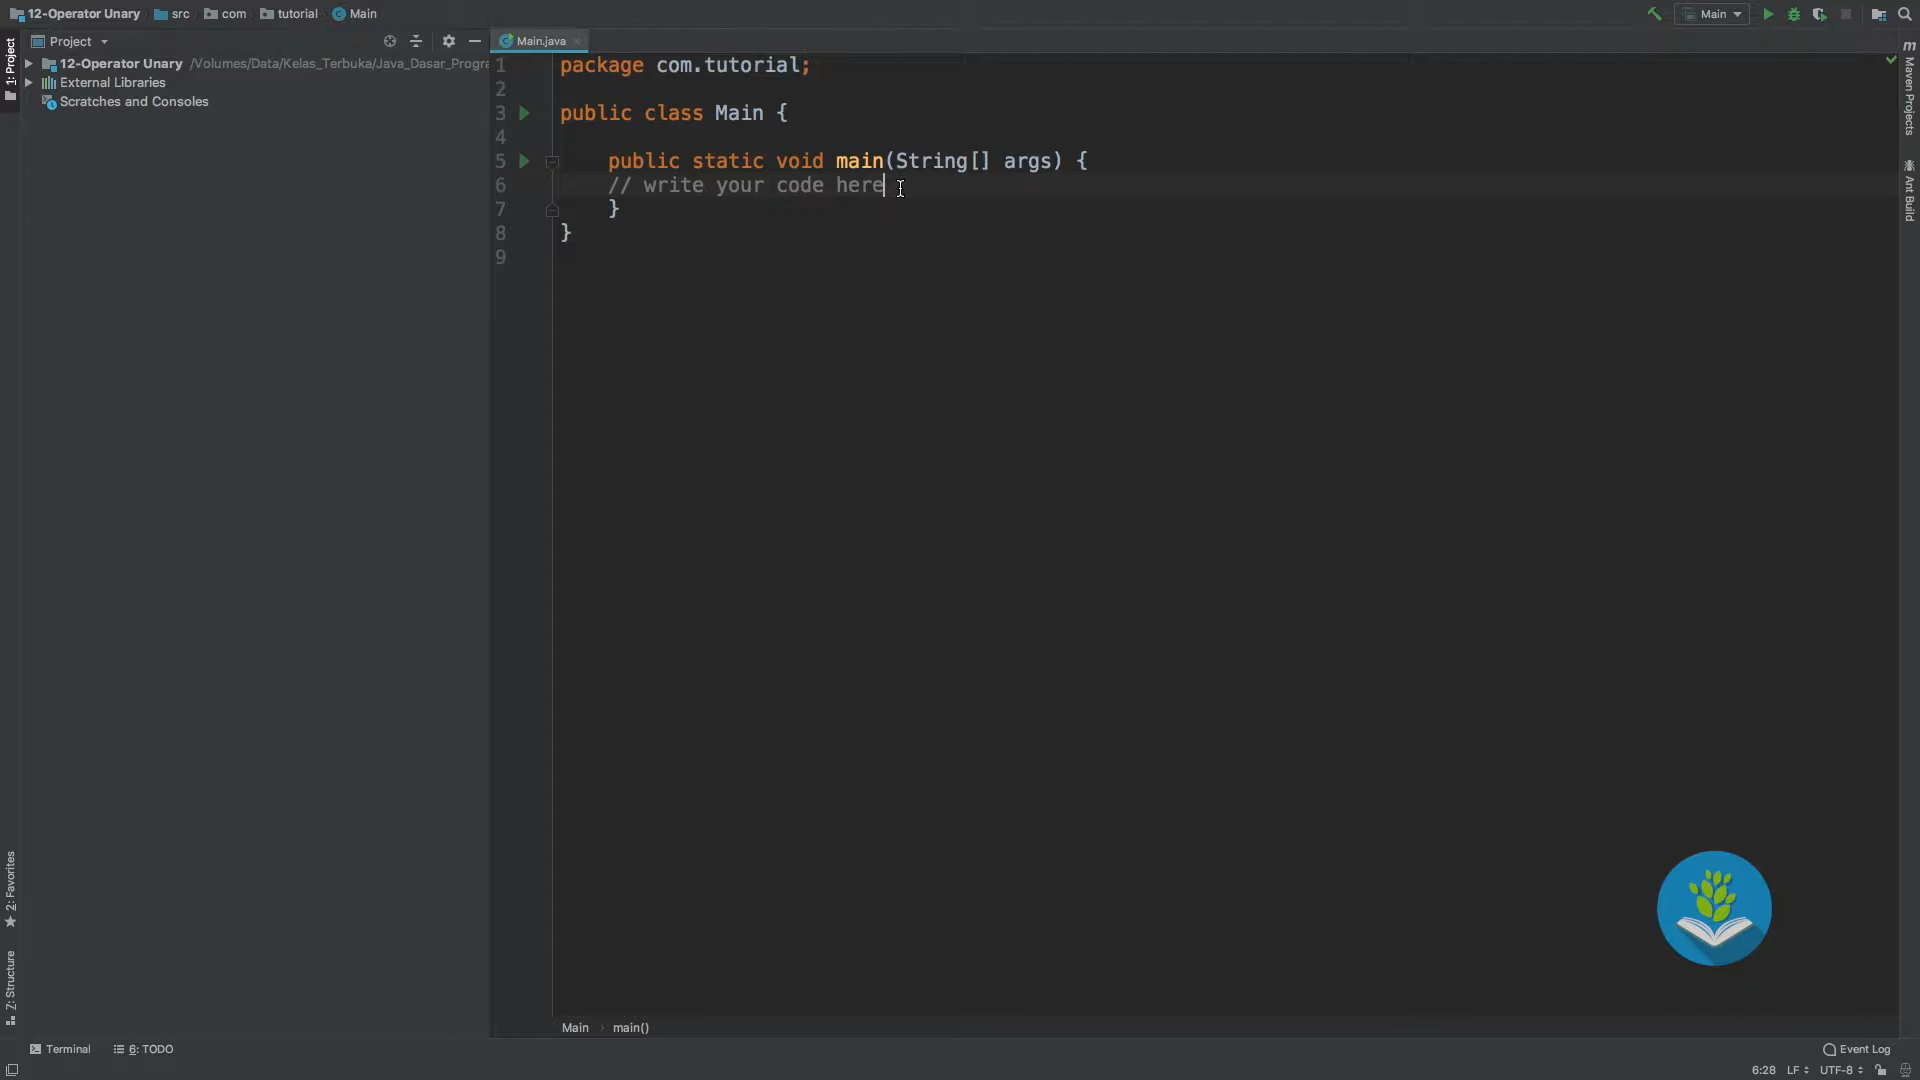 12-Operator Unary src com tutorial Main
Main
Project
Main.java
1: Project
12-Operator Unary /Volumes/Data/Kelas_Terbuka/Java_Dasar_Progra
External Libraries
Scratches and Consoles
1 package com.tutorial;
2
3 public class Main {
4
5 public static void main(String[] args) {
6 // write your code here
7 }
8 }
9
m
Maven Projects
Ant Build
2: Favorites
Z: Structure
Main main()
Terminal 6: TODO
Event Log
6:28 LF UTF-8